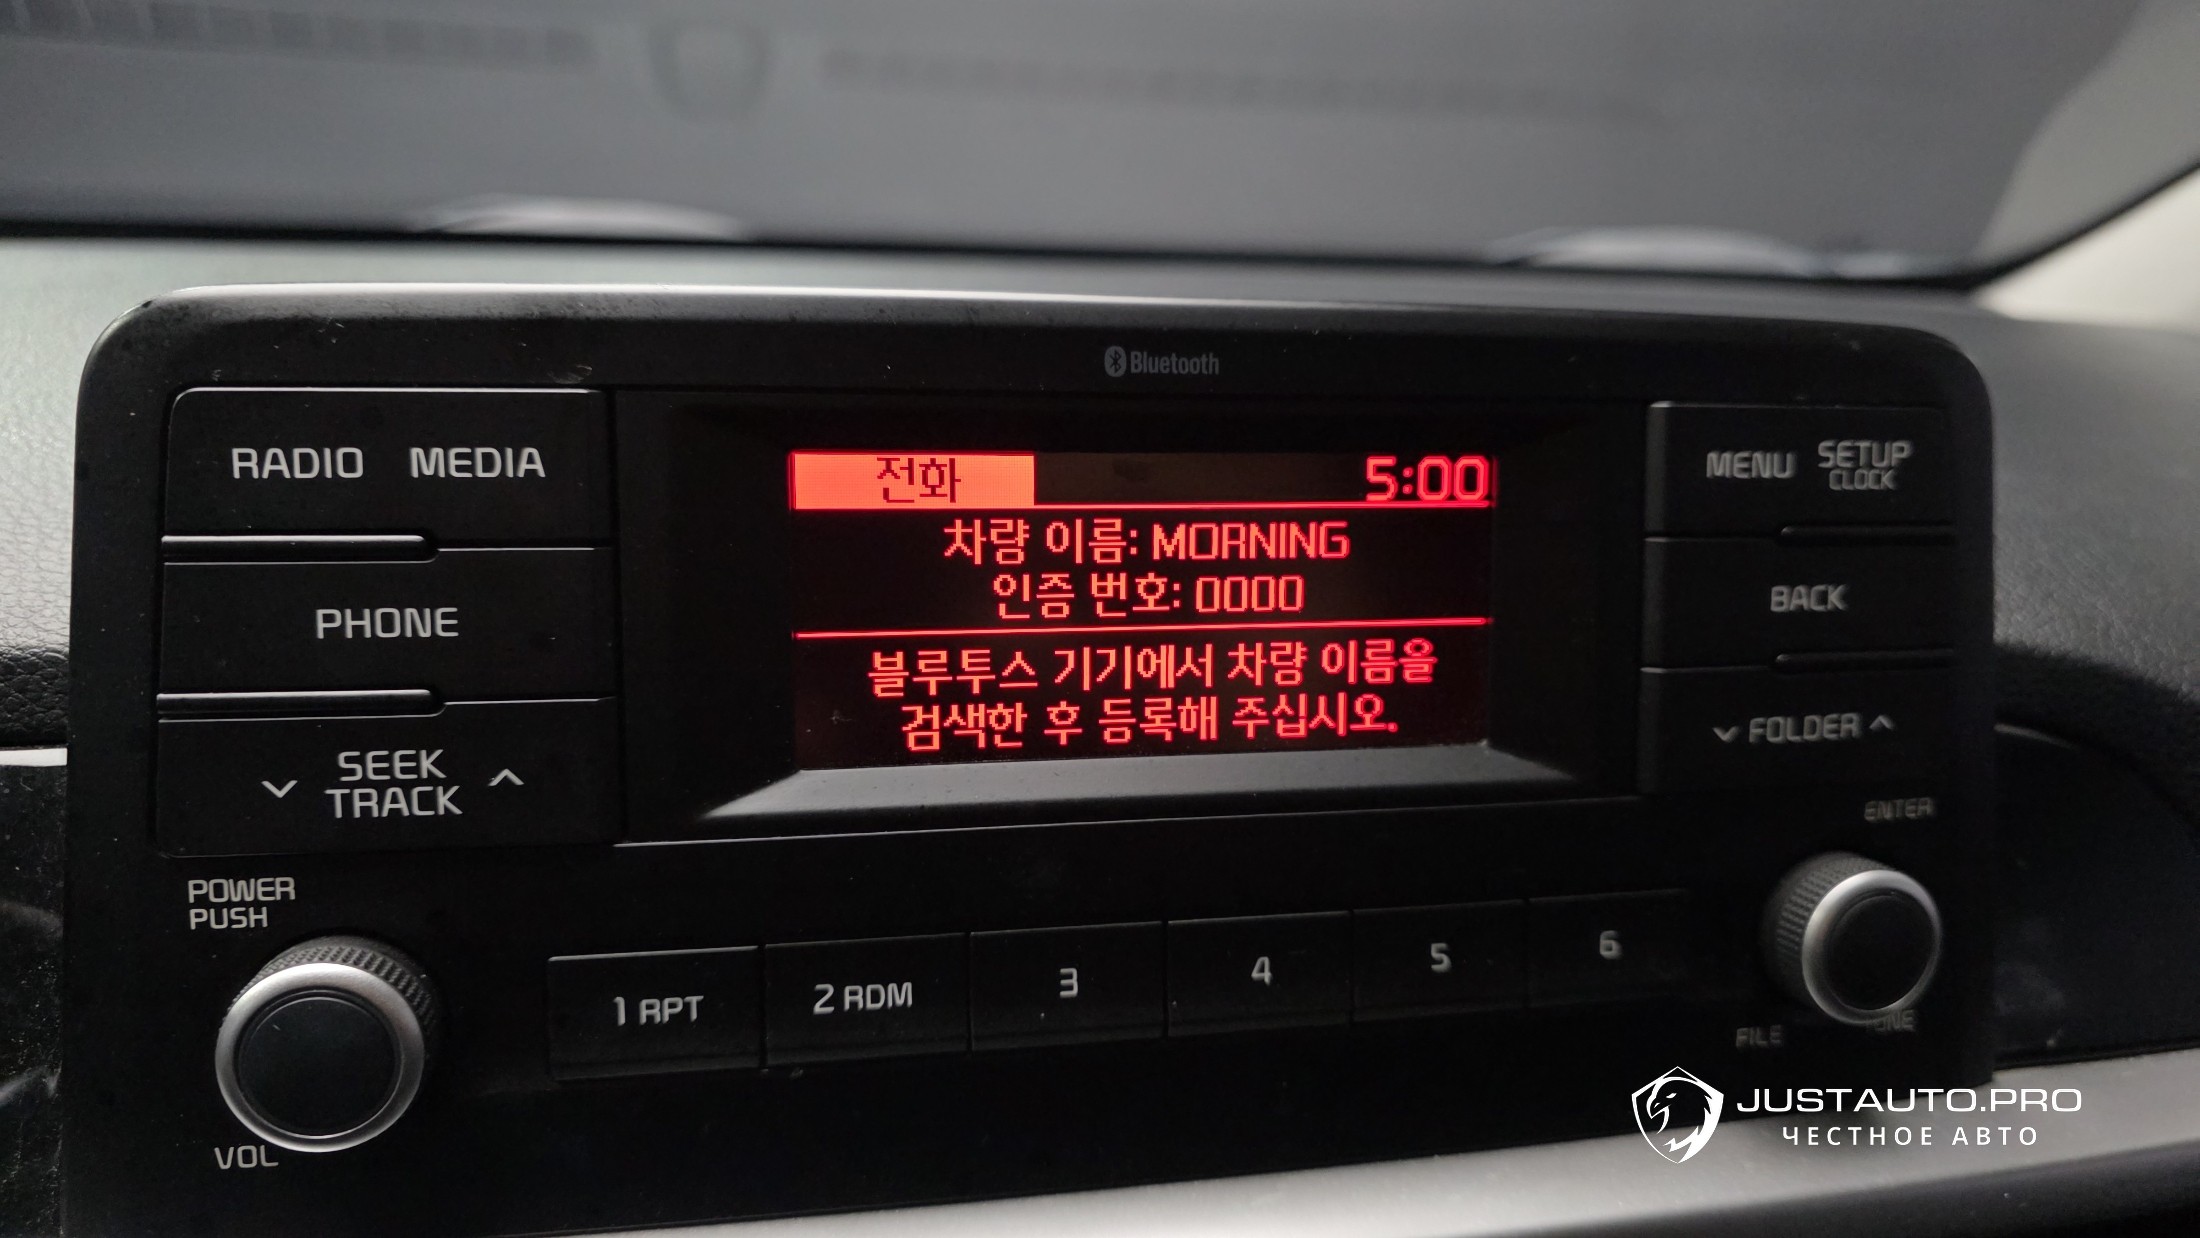 Bluetooth
RADIO MEDIA
PHONE
SEEK
TRACK
POWER
PUSH
VOL
전화 5:00
차량 이름: MORNING
인증 번호: 0000
블루투스 기기에서 차량 이름을
검색한 후 등록해 주십시오.
MENU SETUP
CLOCK
BACK
FOLDER
ENTER
FILE TUNE
1 RPT 2 RDM 3 4 5 6
JUSTAUTO.PRO
ЧЕСТНОЕ АВТО